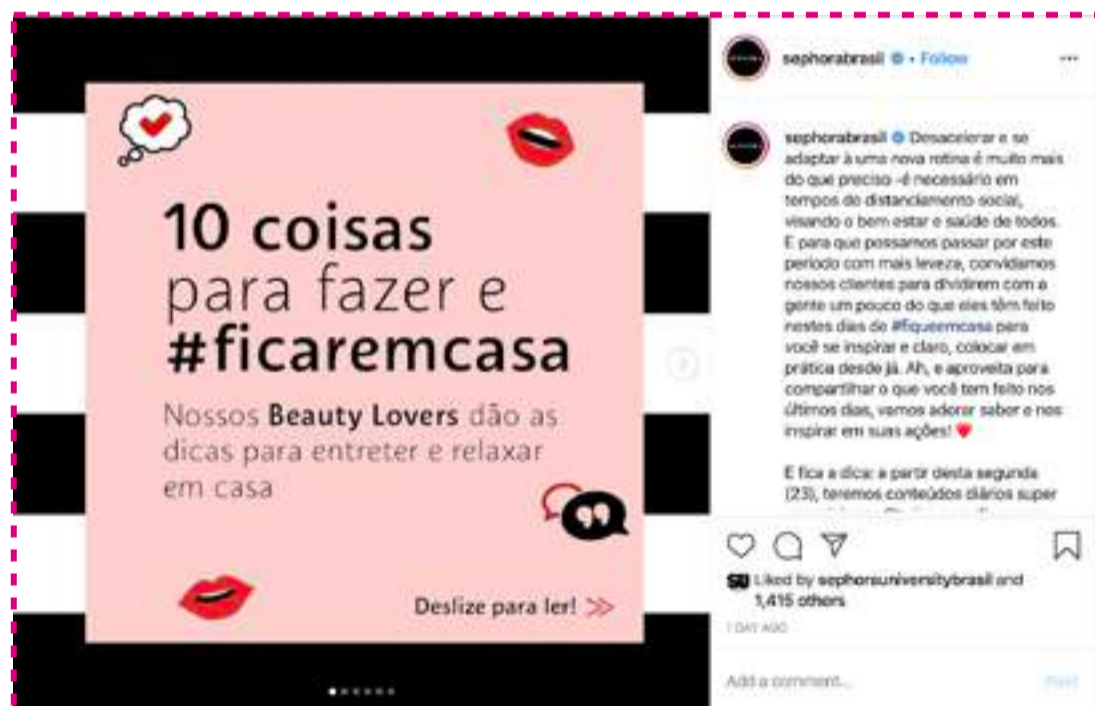 10 coisas
para fazer e
#ficaremcasa
Nossos Beauty Lovers dão as
dicas para entreter e relaxar
em casa
Deslize para ler!
sephorabrasil • Follow
sephorabrasil Desacelerar e se
adaptar à uma nova rotina é muito mais
do que preciso -é necessário em
tempos de distanciamento social,
visando o bem estar e saúde de todos.
E para que possamos passar por este
período com mais leveza, convidamos
nossos clientes para dividirem com a
gente um pouco do que eles têm feito
nestes dias de #fiqueemcasa para
você se inspirar e claro, colocar em
prática desde já. Ah, e aproveita para
compartilhar o que você tem feito nos
últimos dias, vamos adorar saber e nos
inspirar em suas ações!
E fica a dica: a partir desta segunda
(23), teremos conteúdos diários super
Liked by sephorauniversitybrasil and
1,415 others
1 DAY AGO
Add a comment...
Post